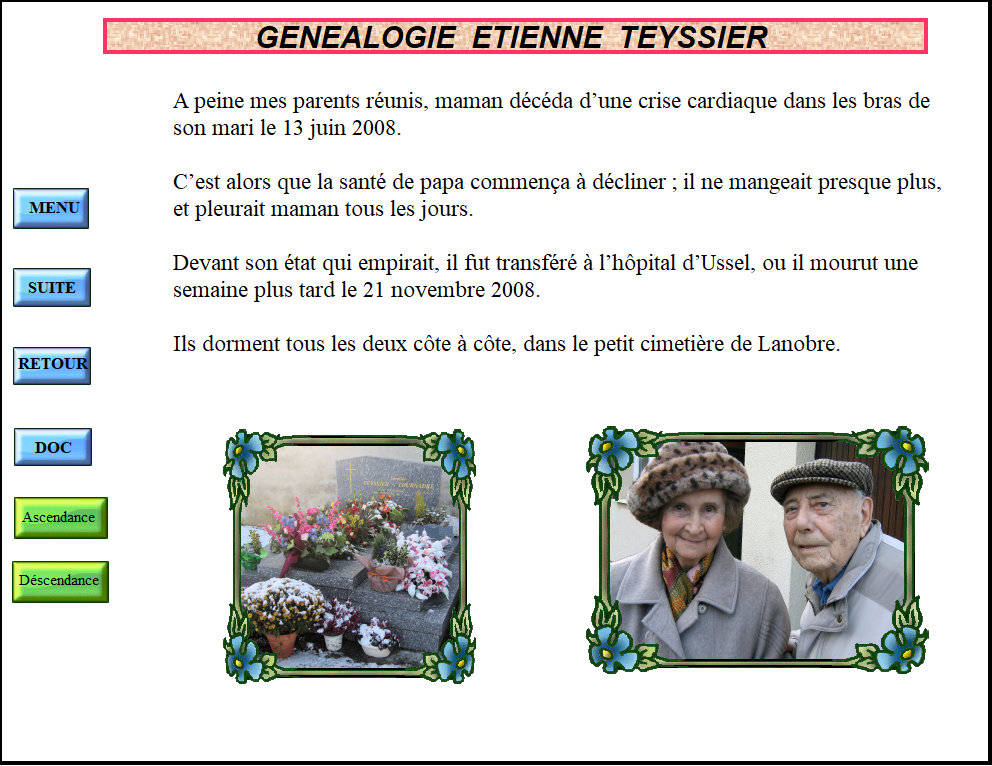 GENEALOGIE ETIENNE TEYSSIER
A peine mes parents réunis, maman décéda d’une crise cardiaque dans les bras de
son mari le 13 juin 2008.
C’est alors que la santé de papa commença à décliner ; il ne mangeait presque plus,
et pleurait maman tous les jours.
Devant son état qui empirait, il fut transféré à l’hôpital d’Ussel, ou il mourut une
semaine plus tard le 21 novembre 2008.
Ils dorment tous les deux côte à côte, dans le petit cimetière de Lanobre.
MENU
SUITE
RETOUR
DOC
Ascendance
Déscendance
TEYSSIER - TOURNADRE